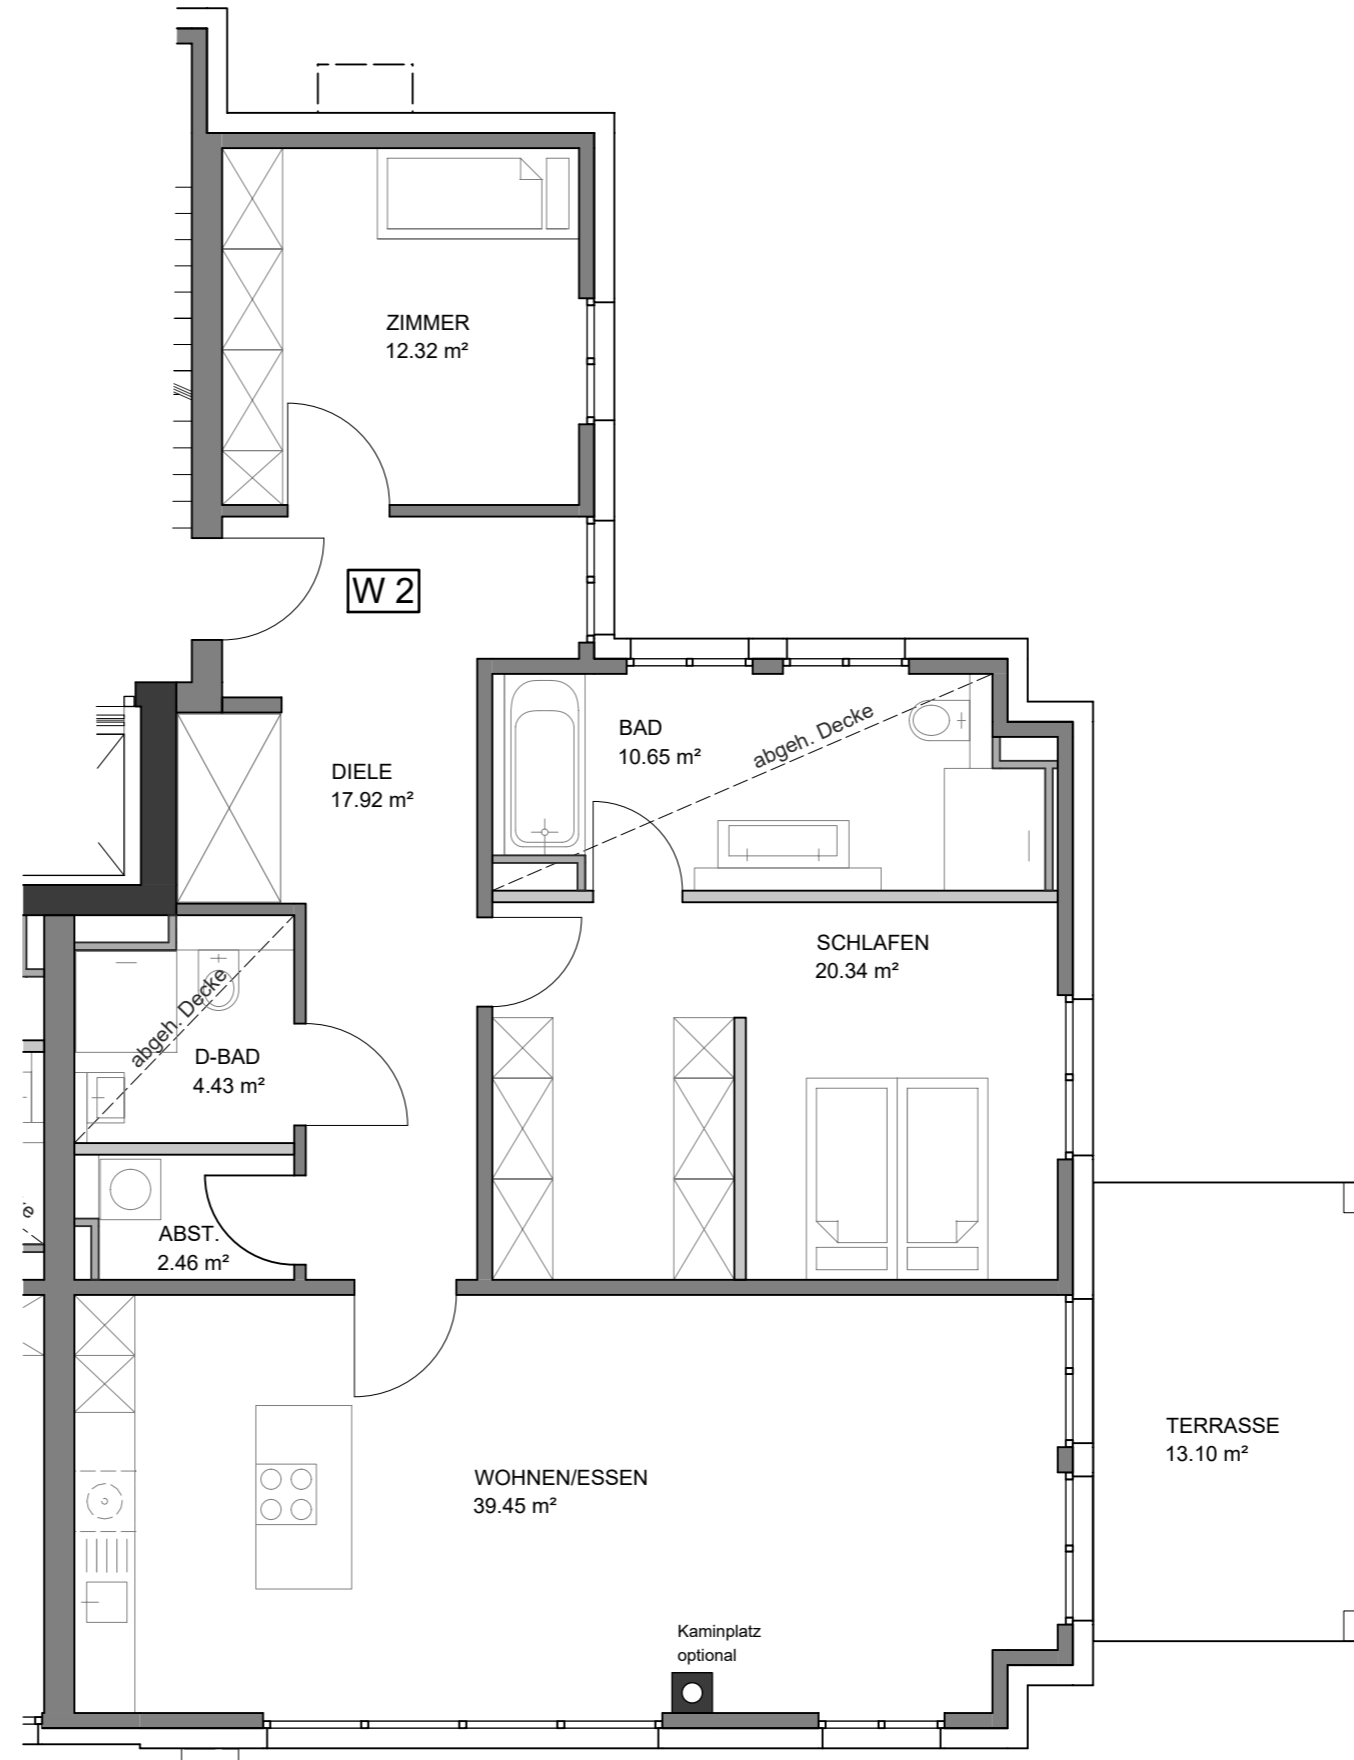 ZIMMER
12.32 m²
W 2
BAD
10.65 m²
abgeh. Decke
DIELE
17.92 m²
SCHLAFEN
20.34 m²
abgeh. Decke
D-BAD
4.43 m²
ABST.
2.46 m²
TERRASSE
13.10 m²
WOHNEN/ESSEN
39.45 m²
Kaminplatz
optional